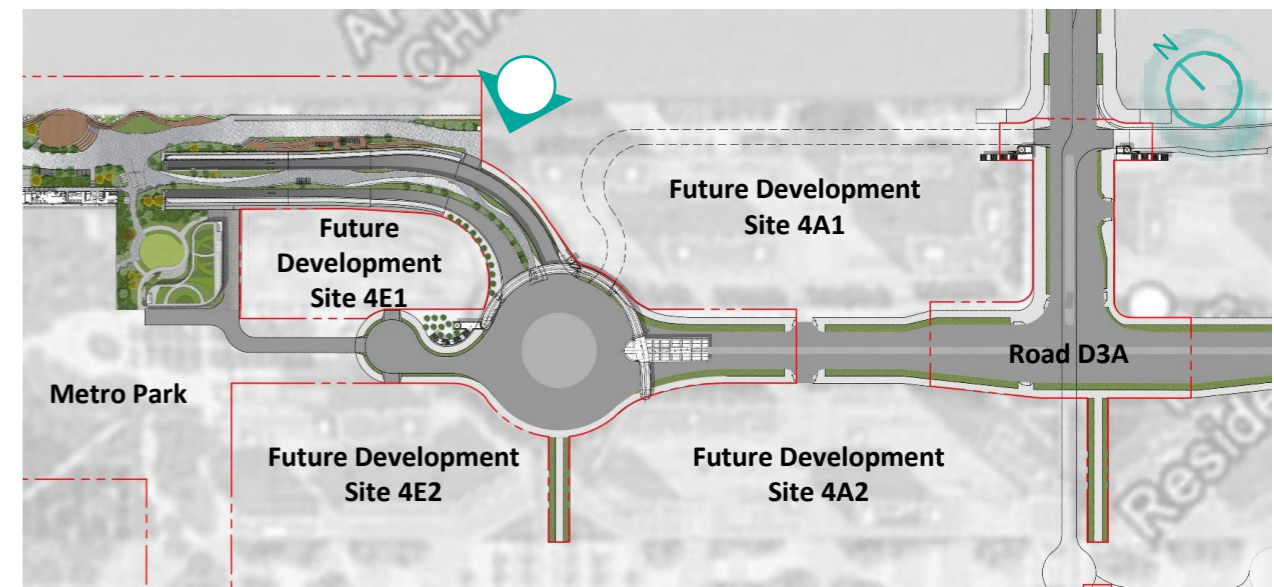 N
Future Development
Site 4A1
Future
Development
Site 4E1
Road D3A
Metro Park
Future Development
Site 4E2
Future Development
Site 4A2